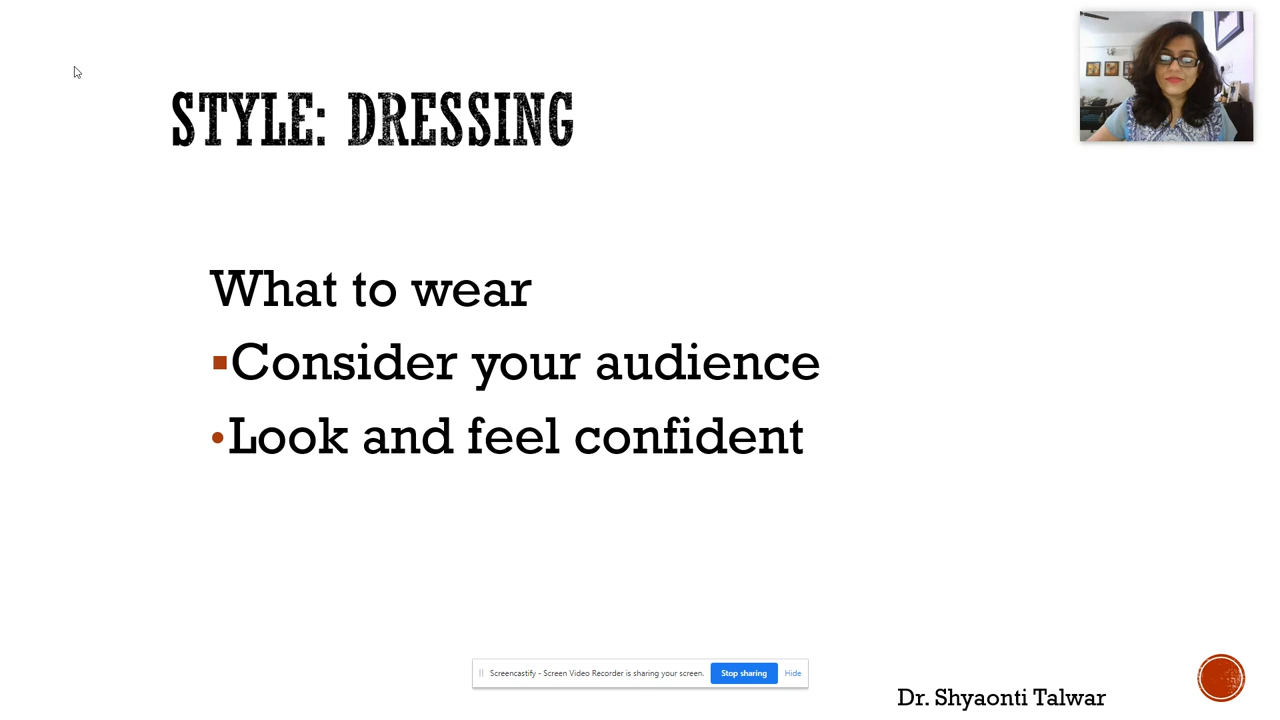 STYLE: DRESSING
What to wear
▪Consider your audience
•Look and feel confident
Screencastify - Screen Video Recorder is sharing your screen. Stop sharing Hide
Dr. Shyaonti Talwar